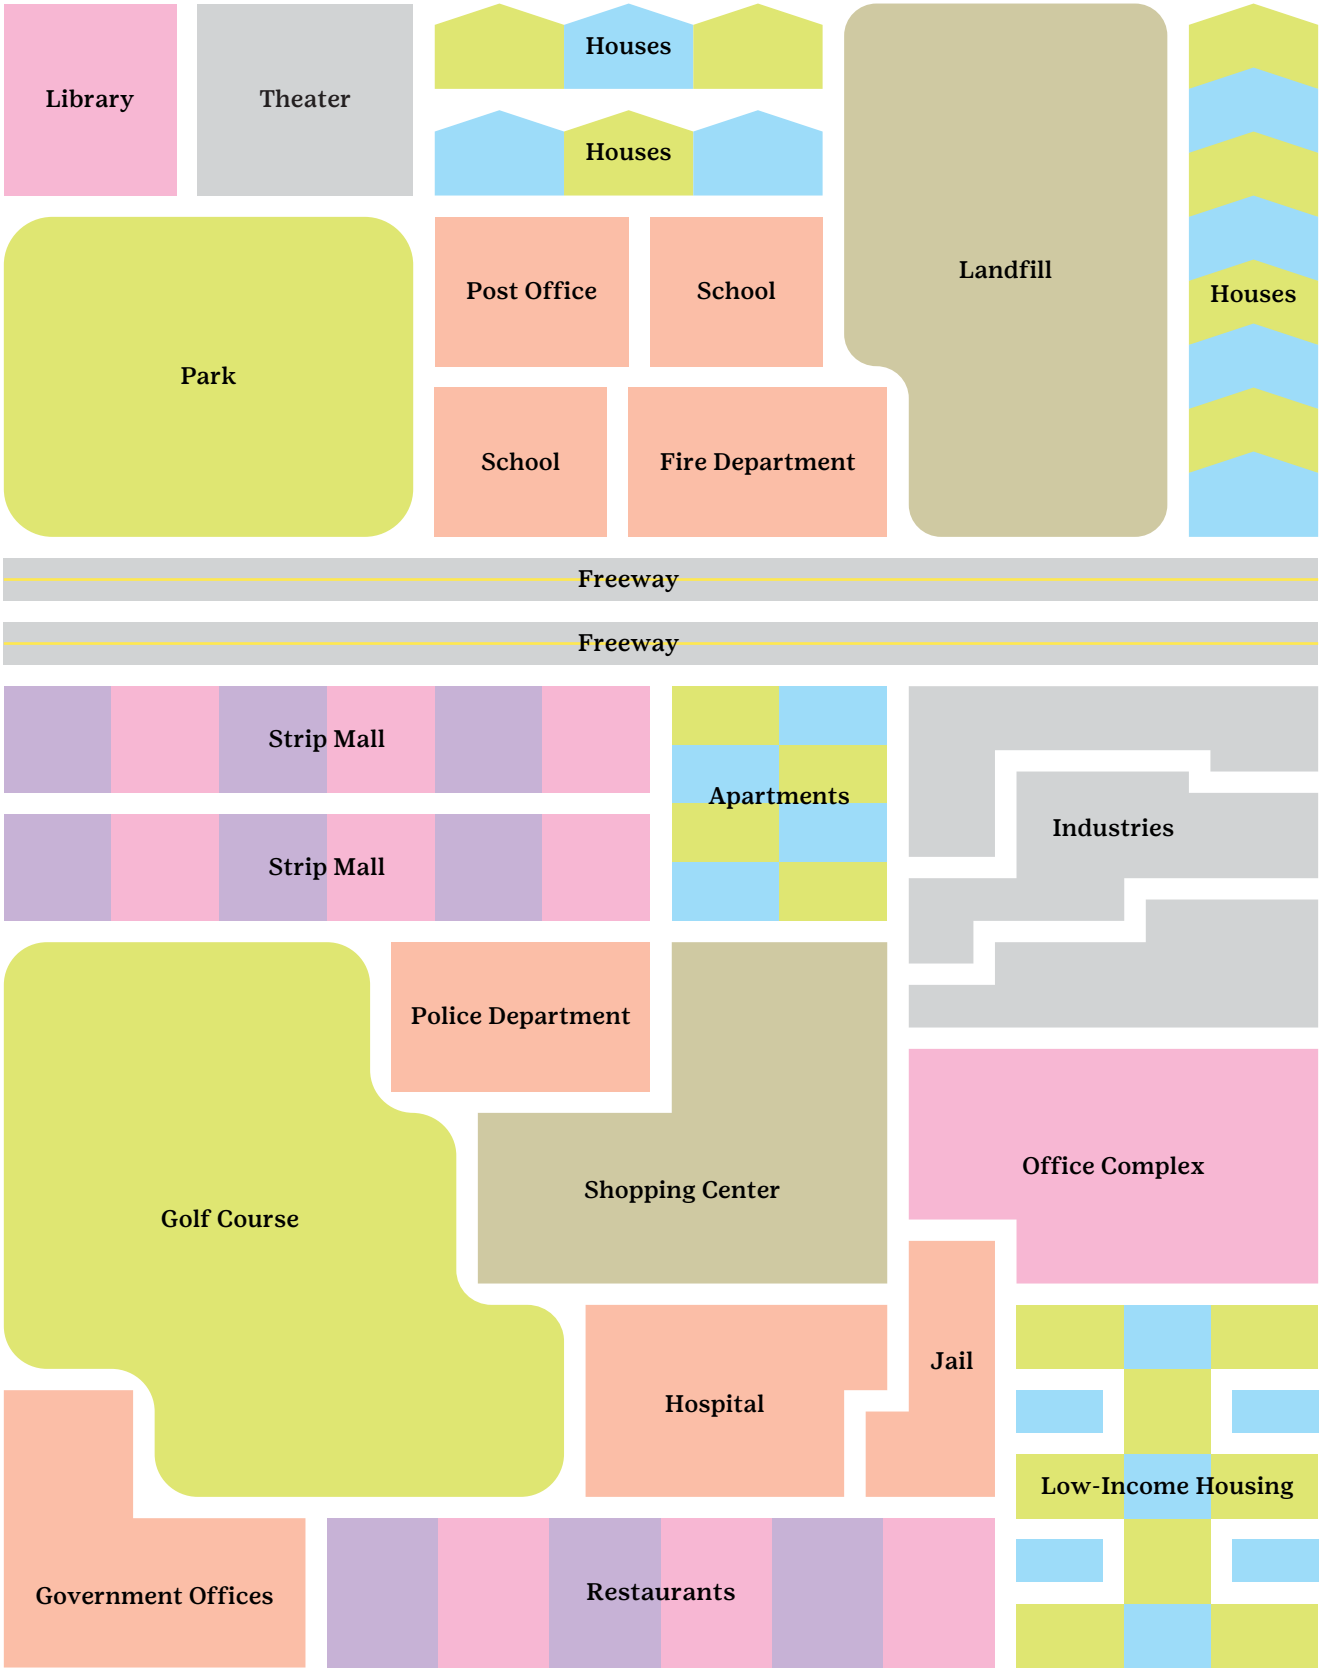 Houses
Library
Theater
Houses
Landfill
Post Office
School
Houses
Park
School
Fire Department
Freeway
Freeway
Strip Mall
Apartments
Industries
Strip Mall
Police Department
Office Complex
Shopping Center
Golf Course
Jail
Hospital
Low-Income Housing
Restaurants
Government Offices